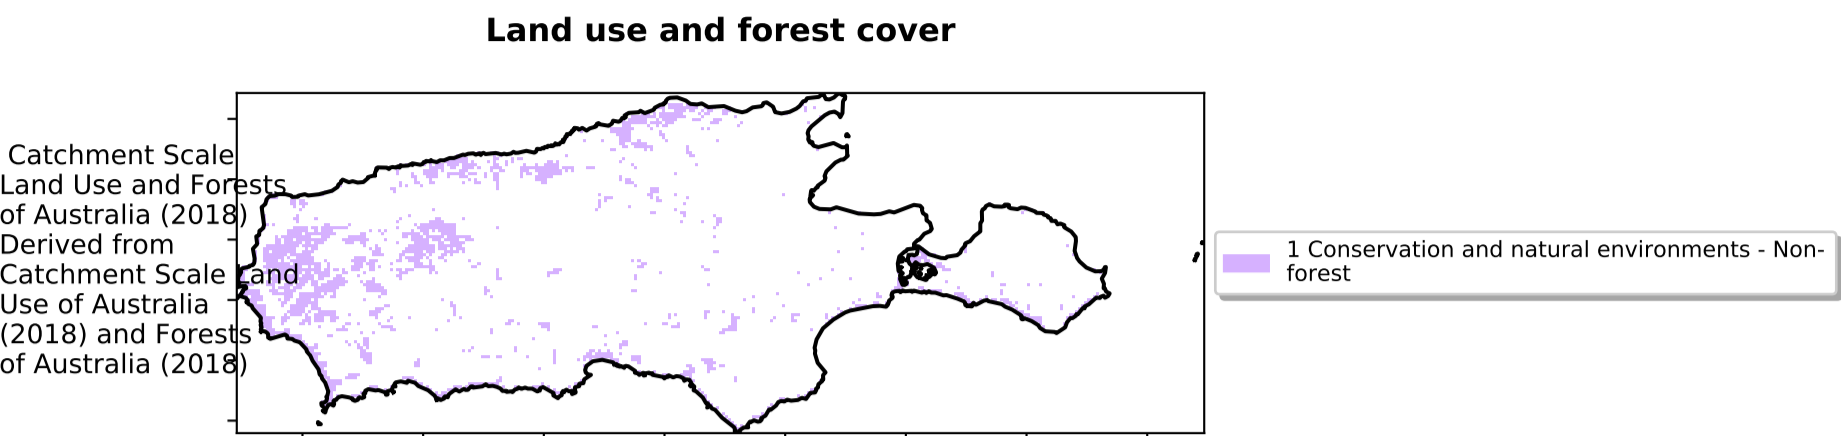 Land use and forest cover
Catchment Scale
Land Use and Forests
of Australia (2018)
Derived from
Catchment Scale Land
Use of Australia
(2018) and Forests
of Australia (2018)
1 Conservation and natural environments - Non-
forest